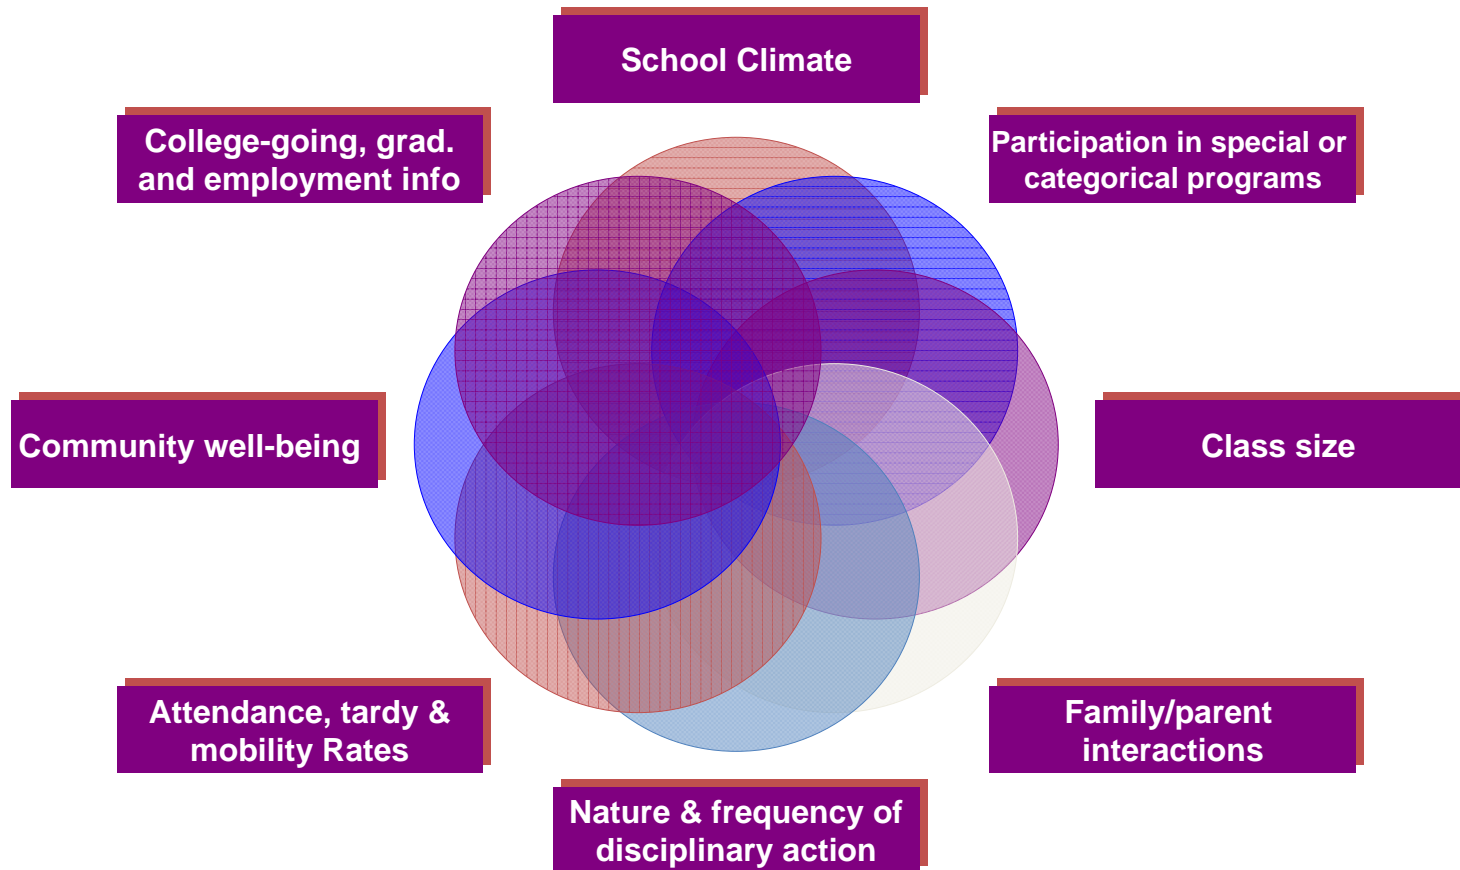 School Climate
College-going, grad.
and employment info
Participation in special or
categorical programs
Community well-being
Class size
Attendance, tardy &
mobility Rates
Family/parent
interactions
Nature & frequency of
disciplinary action